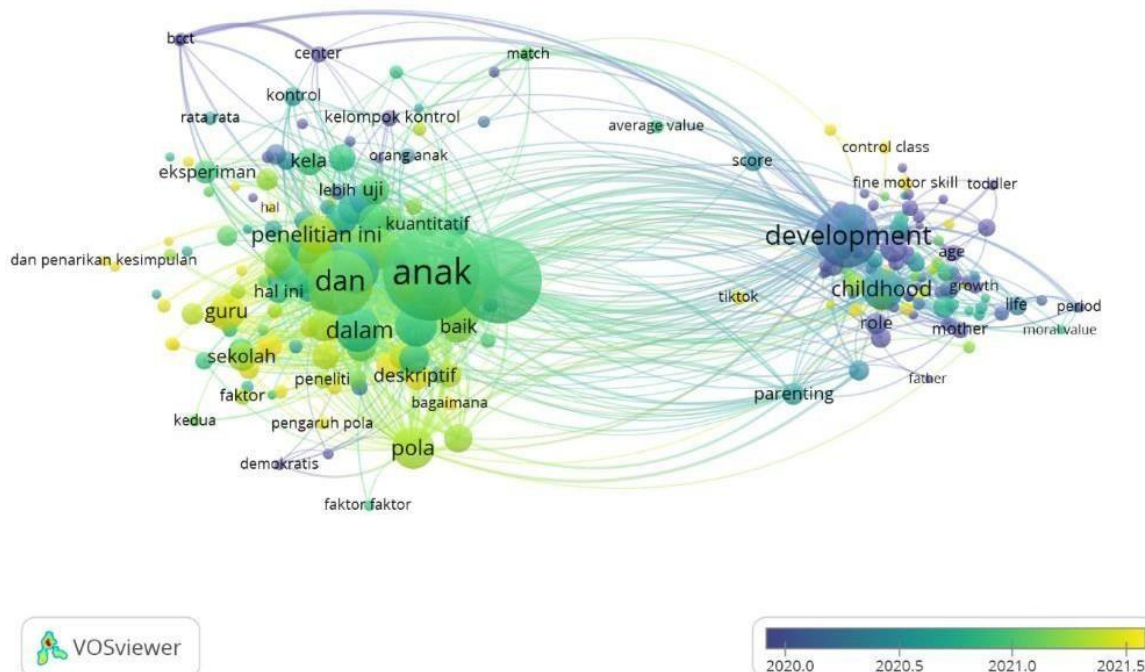 bcct
center
match
kontrol
rata rata
kelompok kontrol
average value
control class
eksperiman
kela
orang anak
score
fine motor skill
toddler
lebih
uji
hal
kuantitatif
penelitian ini
development
dan penarikan kesimpulan
anak
age
dan
hal ini
tiktok
childhood
growth
guru
life
period
dalam
baik
role
mother
moral value
sekolah
peneliti
deskriptif
father
faktor
bagaimana
parenting
kedua
pengaruh pola
pola
demokratis
faktor faktor
VOSviewer
2020.0 2020.5 2021.0 2021.5